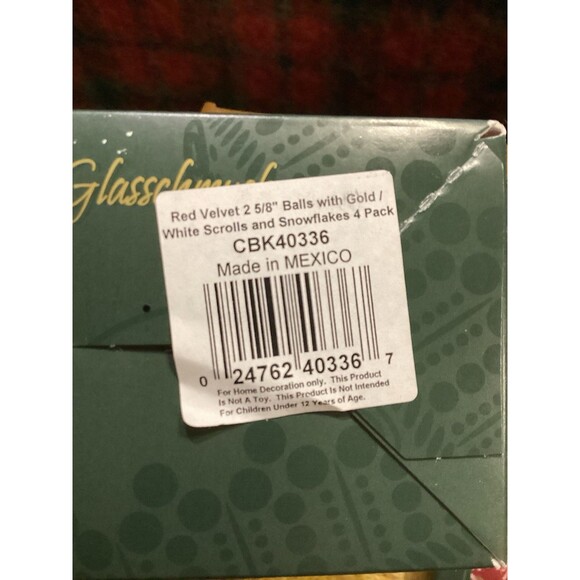 Glasschmuck
Red Velvet 2 5/8" Balls with Gold /
White Scrolls and Snowflakes 4 Pack
CBK40336
Made in MEXICO
0 24762 40336 7
For Home Decoration only. This Product
Is Not A Toy. This Product Is Not Intended
For Children Under 12 Years of Age.